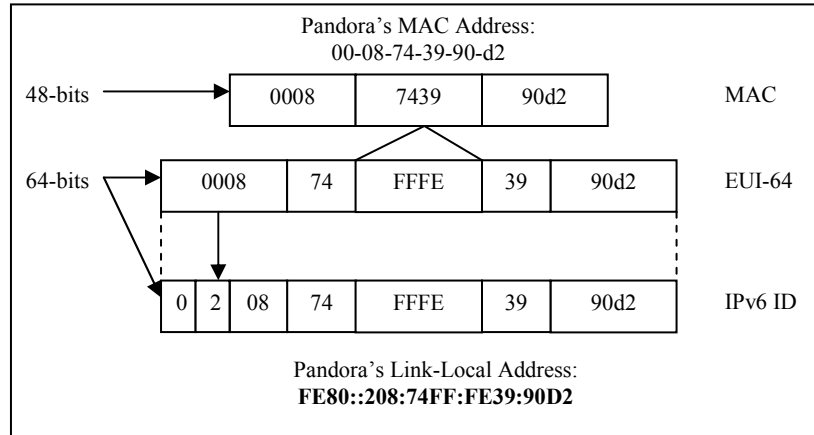 Pandora’s MAC Address:
00-08-74-39-90-d2
48-bits 0008 7439 90d2 MAC
64-bits 0008 74 FFFE 39 90d2 EUI-64
0 2 08 74 FFFE 39 90d2 IPv6 ID
Pandora’s Link-Local Address:
FE80::208:74FF:FE39:90D2